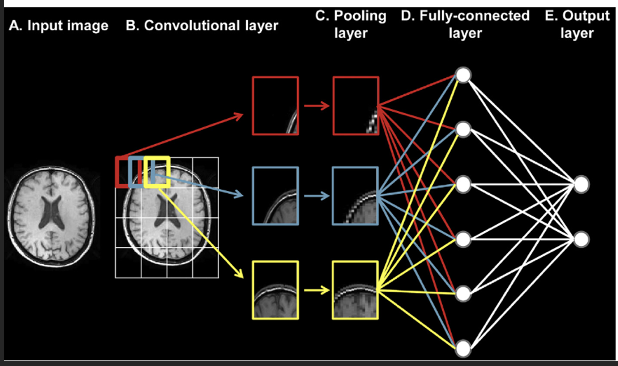 A. Input image
B. Convolutional layer
C. Pooling
layer
D. Fully-connected
layer
E. Output
layer